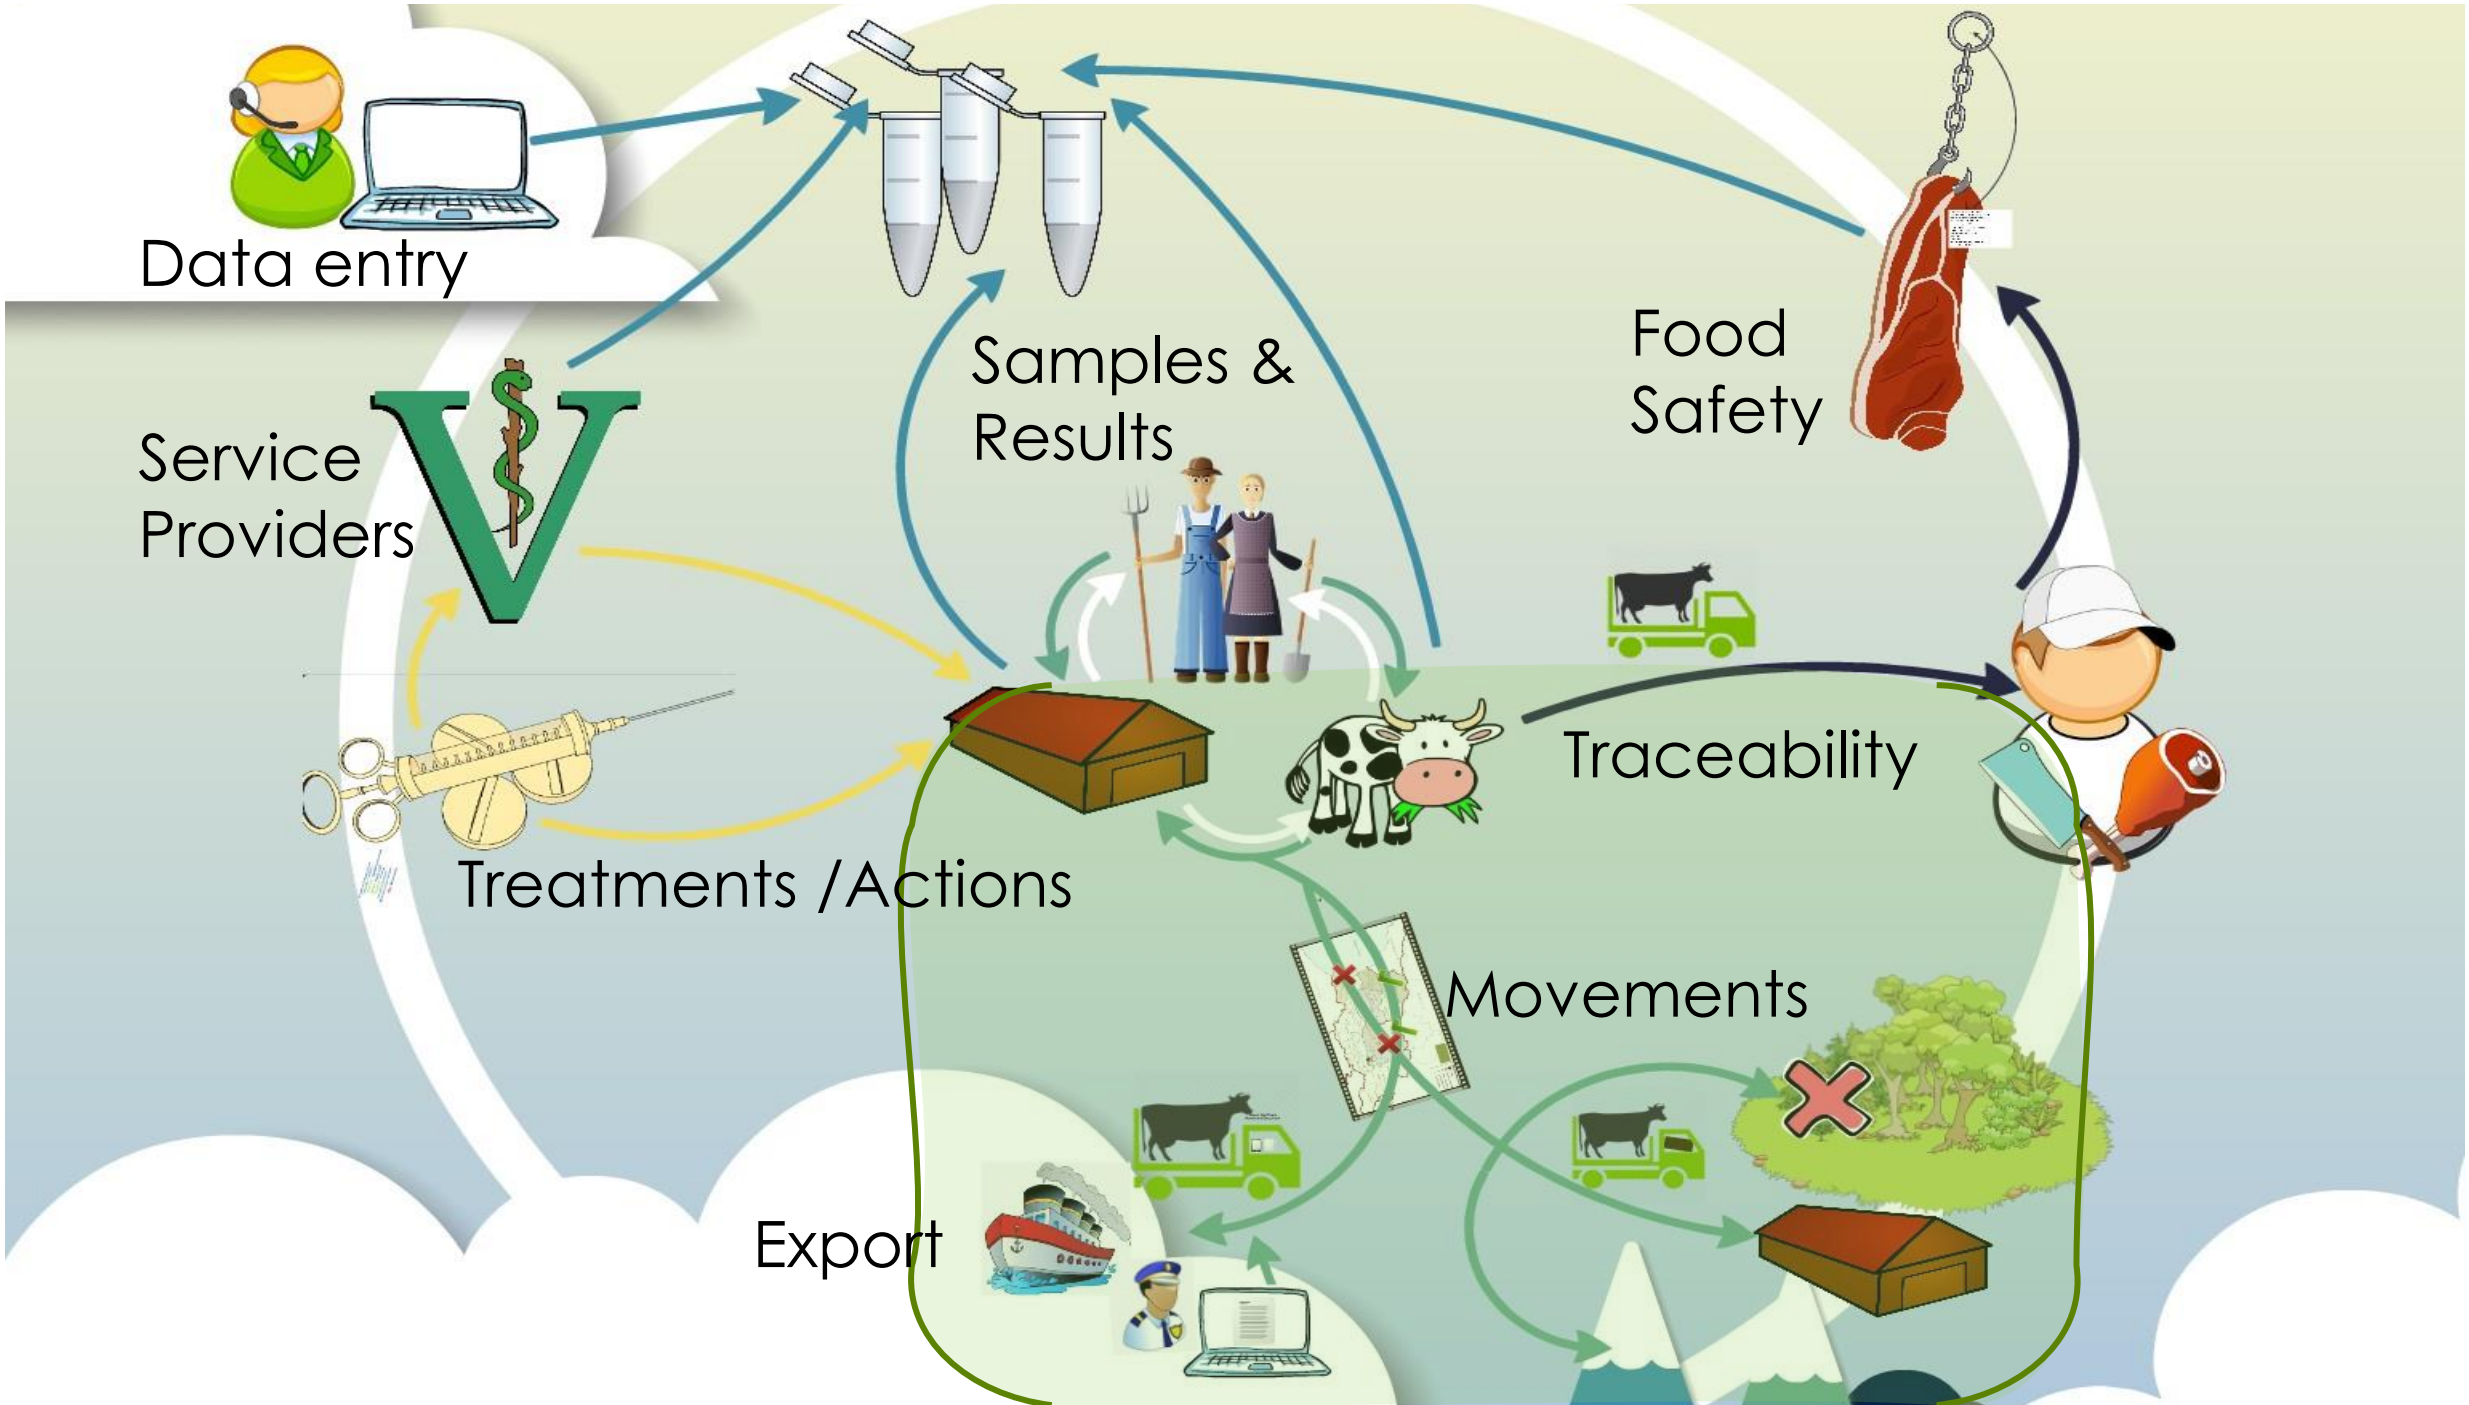 Data entry
Samples &
Results
Food
Safety
Service
Providers
Traceability
Treatments /Actions
Movements
Export